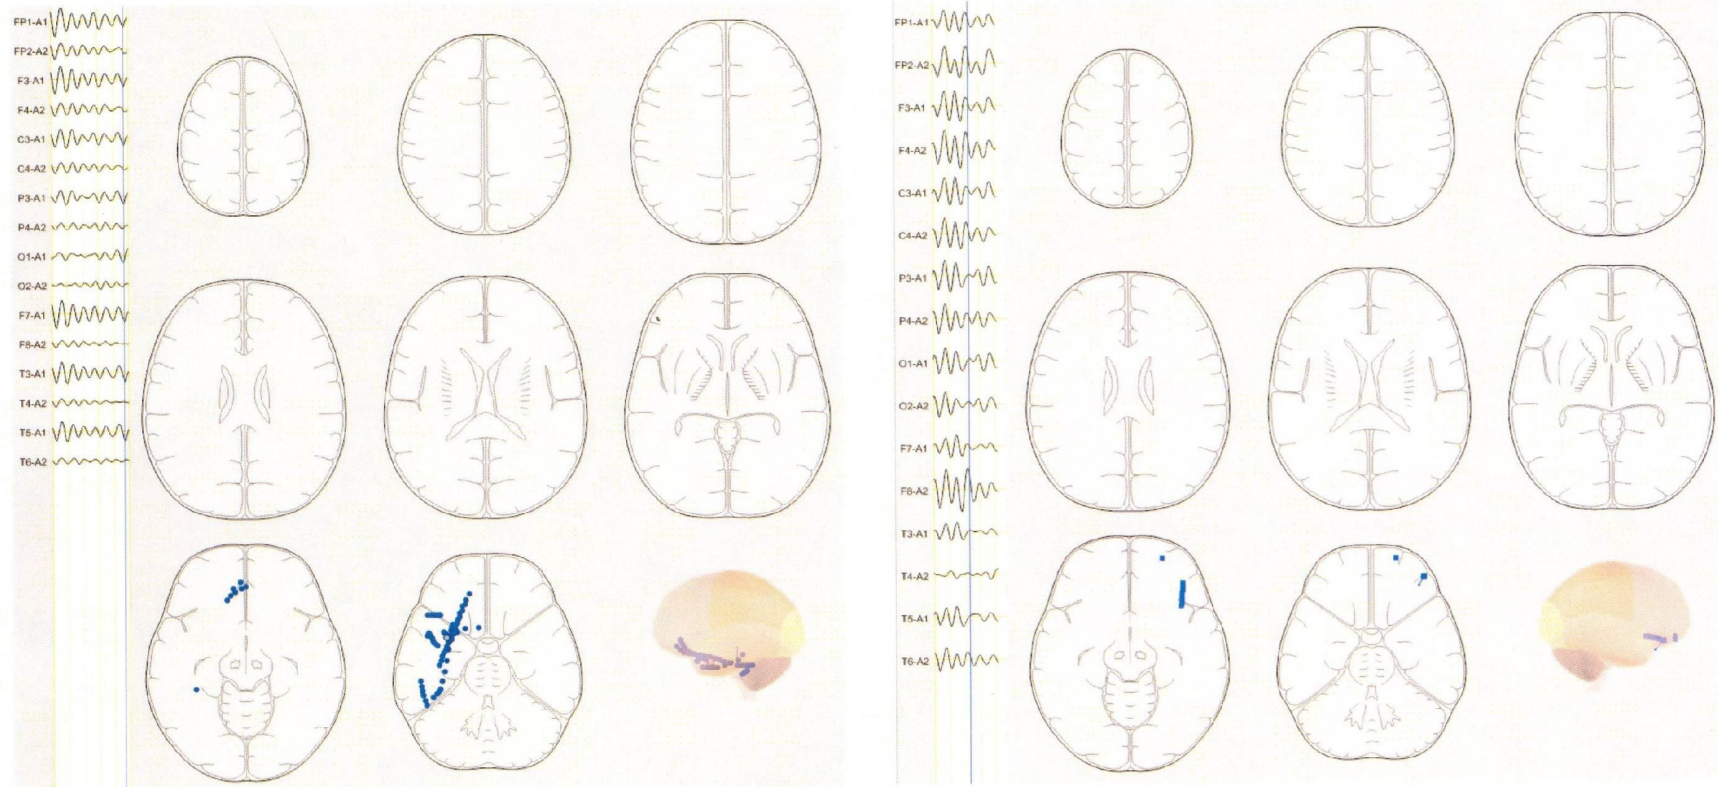 FP1-A1
FP2-A2
F3-A1
F4-A2
C3-A1
C4-A2
P3-A1
P4-A2
O1-A1
O2-A2
F7-A1
F8-A2
T3-A1
T4-A2
T5-A1
T6-A2
FP1-A1
FP2-A2
F3-A1
F4-A2
C3-A1
C4-A2
P3-A1
P4-A2
O1-A1
O2-A2
F7-A1
F8-A2
T3-A1
T4-A2
T5-A1
T6-A2